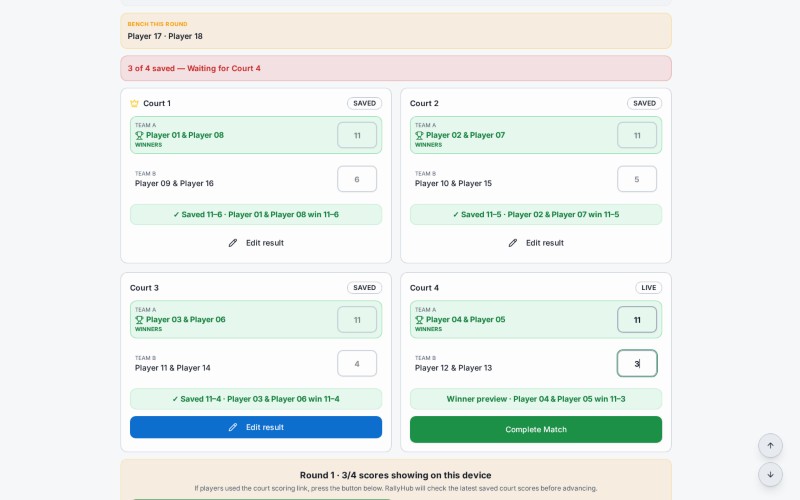 BENCH THIS ROUND
Player 17 · Player 18
3 of 4 saved — Waiting for Court 4
Court 1
SAVED
TEAM A
Player 01 & Player 08
WINNERS
11
TEAM B
Player 09 & Player 16
6
✓ Saved 11–6 · Player 01 & Player 08 win 11–6
Edit result
Court 2
SAVED
TEAM A
Player 02 & Player 07
WINNERS
11
TEAM B
Player 10 & Player 15
5
✓ Saved 11–5 · Player 02 & Player 07 win 11–5
Edit result
Court 3
SAVED
TEAM A
Player 03 & Player 06
WINNERS
11
TEAM B
Player 11 & Player 14
4
✓ Saved 11–4 · Player 03 & Player 06 win 11–4
Edit result
Court 4
LIVE
TEAM A
Player 04 & Player 05
WINNERS
11
TEAM B
Player 12 & Player 13
3
Winner preview · Player 04 & Player 05 win 11–3
Complete Match
Round 1 · 3/4 scores showing on this device
If players used the court scoring link, press the button below. RallyHub will check the latest saved court scores before advancing.